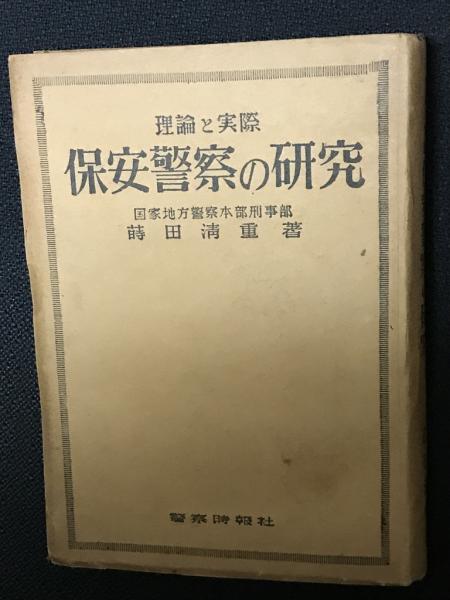 理論と実際
保安警察の研究
国家地方警察本部刑事部
蒔田清重著
警察時報社